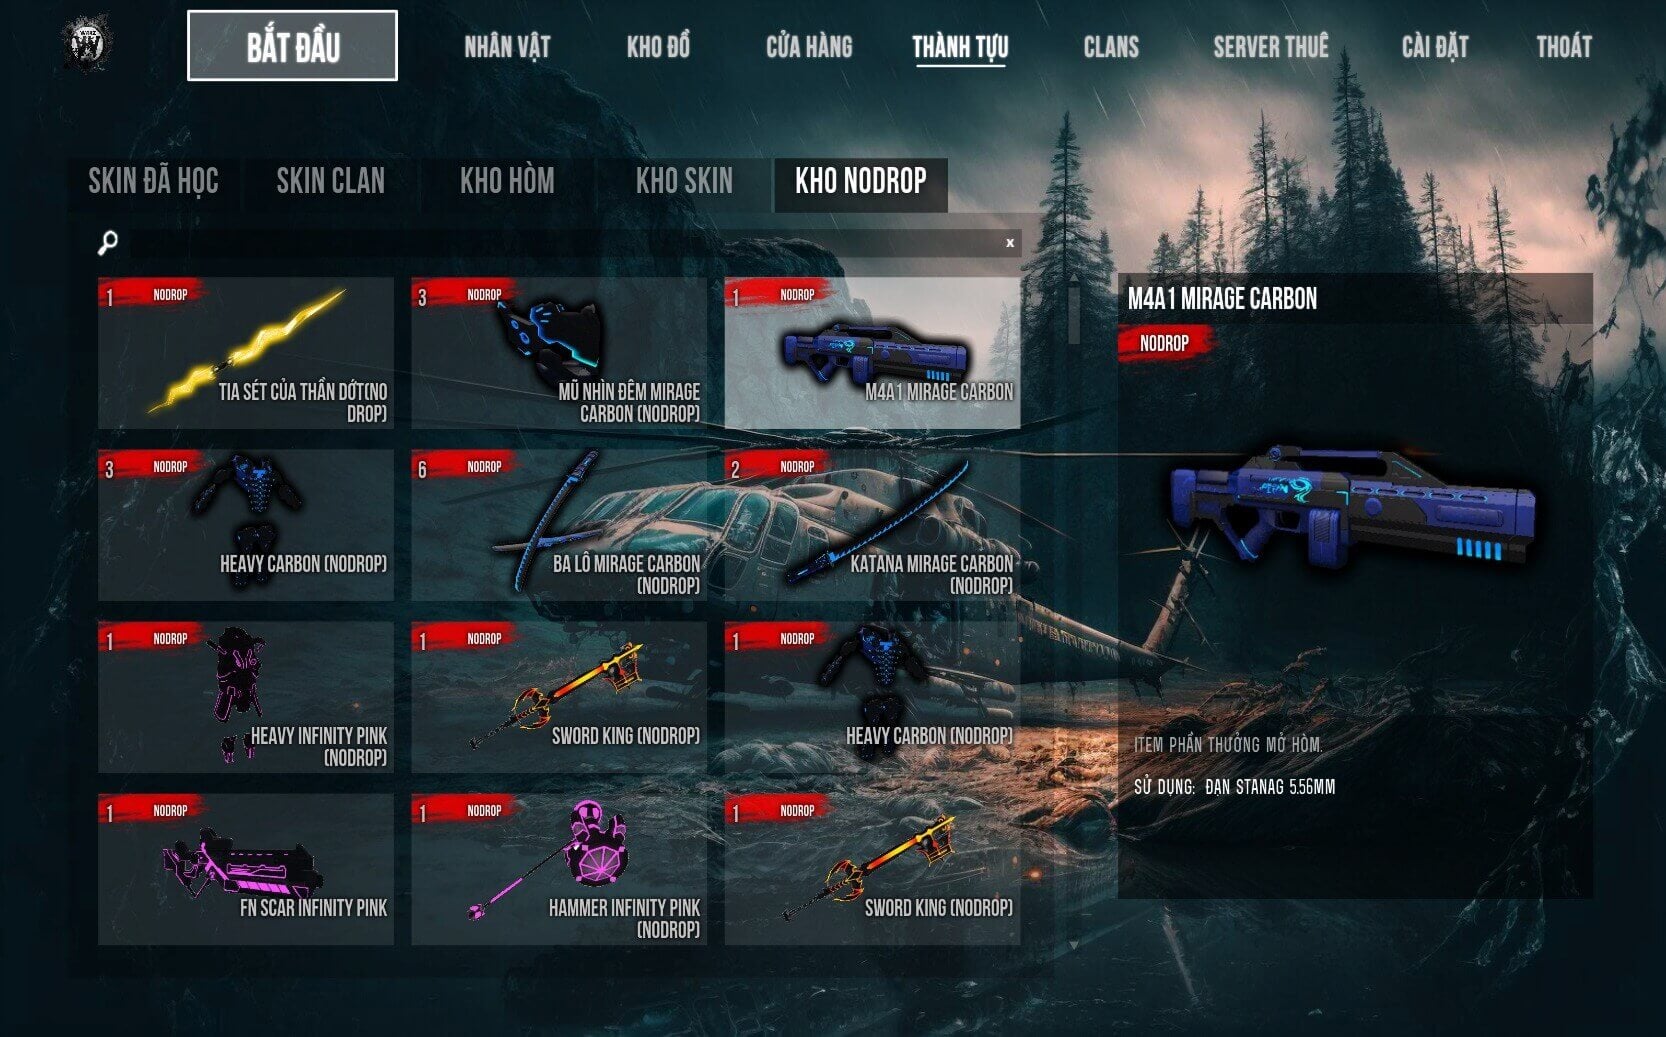 BẮT ĐẦU
NHÂN VẬT
KHO ĐỒ
CỬA HÀNG
THÀNH TỰU
CLANS
SERVER THUÊ
CÀI ĐẶT
THOÁT
SKIN ĐÃ HỌC
SKIN CLAN
KHO HÒM
KHO SKIN
KHO NODROP
x
1 NODROP
TIA SÉT CỦA THẦN DỚT(NO
DROP)
3 NODROP
MŨ NHÌN ĐÊM MIRAGE
CARBON (NODROP)
1 NODROP
M4A1 MIRAGE CARBON
3 NODROP
HEAVY CARBON (NODROP)
6 NODROP
BA LÔ MIRAGE CARBON
(NODROP)
2 NODROP
KATANA MIRAGE CARBON
(NODROP)
1 NODROP
HEAVY INFINITY PINK
(NODROP)
1 NODROP
SWORD KING (NODROP)
1 NODROP
HEAVY CARBON (NODROP)
1 NODROP
FN SCAR INFINITY PINK
1 NODROP
HAMMER INFINITY PINK
(NODROP)
1 NODROP
SWORD KING (NODROP)
M4A1 MIRAGE CARBON
NODROP
ITEM PHẦN THƯỞNG MỞ HÒM.
SỬ DỤNG: ĐẠN STANAG 5.56MM